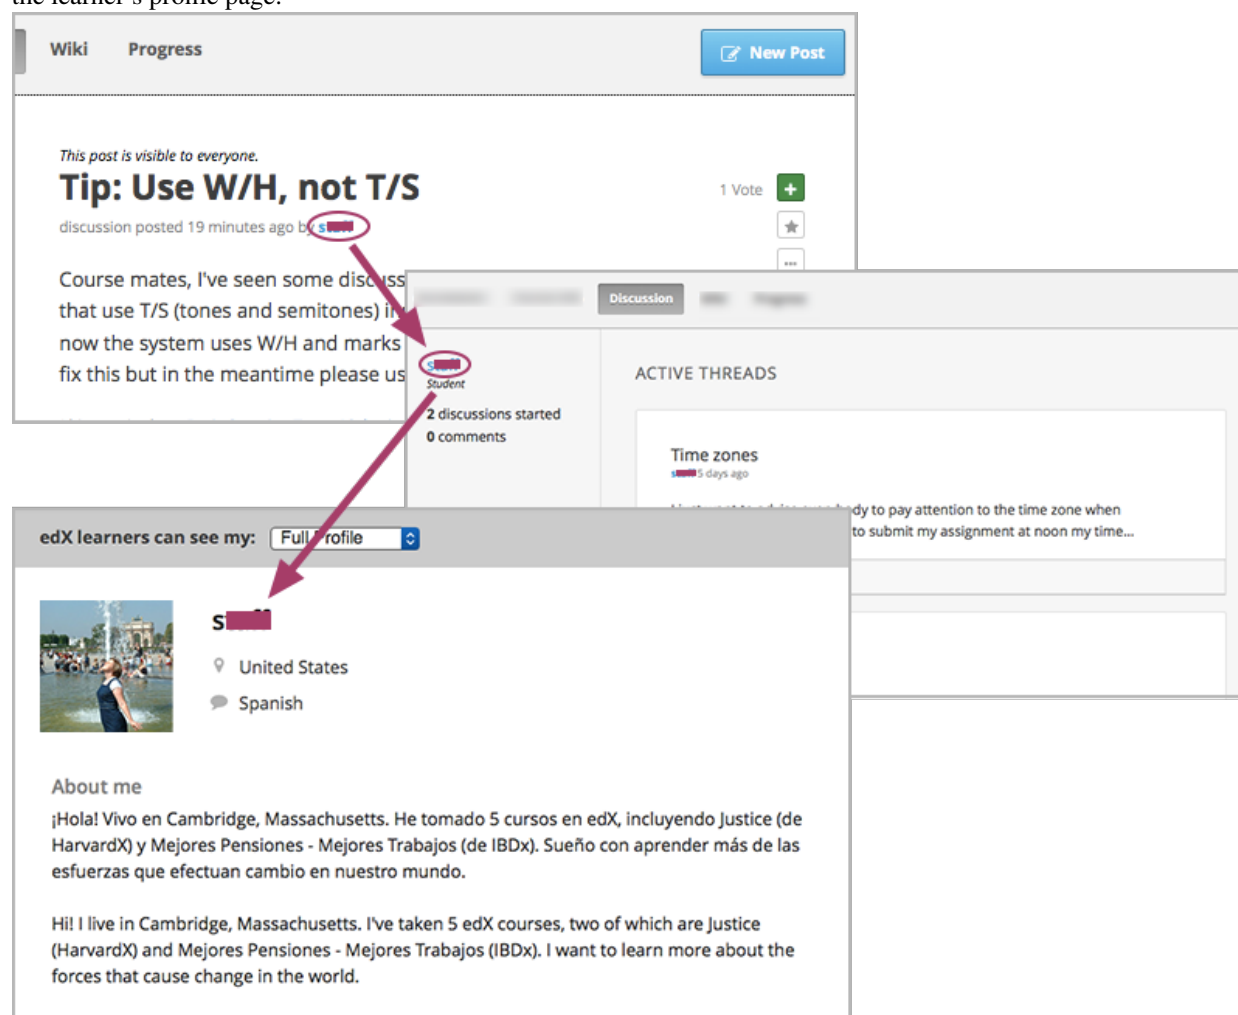 the learner's profile page.
Wiki Progress
New Post
This post is visible to everyone.
Tip: Use W/H, not T/S
1 Vote
discussion posted 19 minutes ago by
Course mates, I've seen some discuss
that use T/S (tones and semitones) i
now the system uses W/H and marks
fix this but in the meantime please us
Discussion
Student
2 discussions started
0 comments
ACTIVE THREADS
Time zones
5 days ago
dy to pay attention to the time zone when
to submit my assignment at noon my time...
edX learners can see my: Full Profile
United States
Spanish
About me
¡Hola! Vivo en Cambridge, Massachusetts. He tomado 5 cursos en edX, incluyendo Justice (de
HarvardX) y Mejores Pensiones - Mejores Trabajos (de IBDx). Sueño con aprender más de las
esfuerzas que efectuan cambio en nuestro mundo.
Hi! I live in Cambridge, Massachusetts. I've taken 5 edX courses, two of which are Justice
(HarvardX) and Mejores Pensiones - Mejores Trabajos (IBDx). I want to learn more about the
forces that cause change in the world.